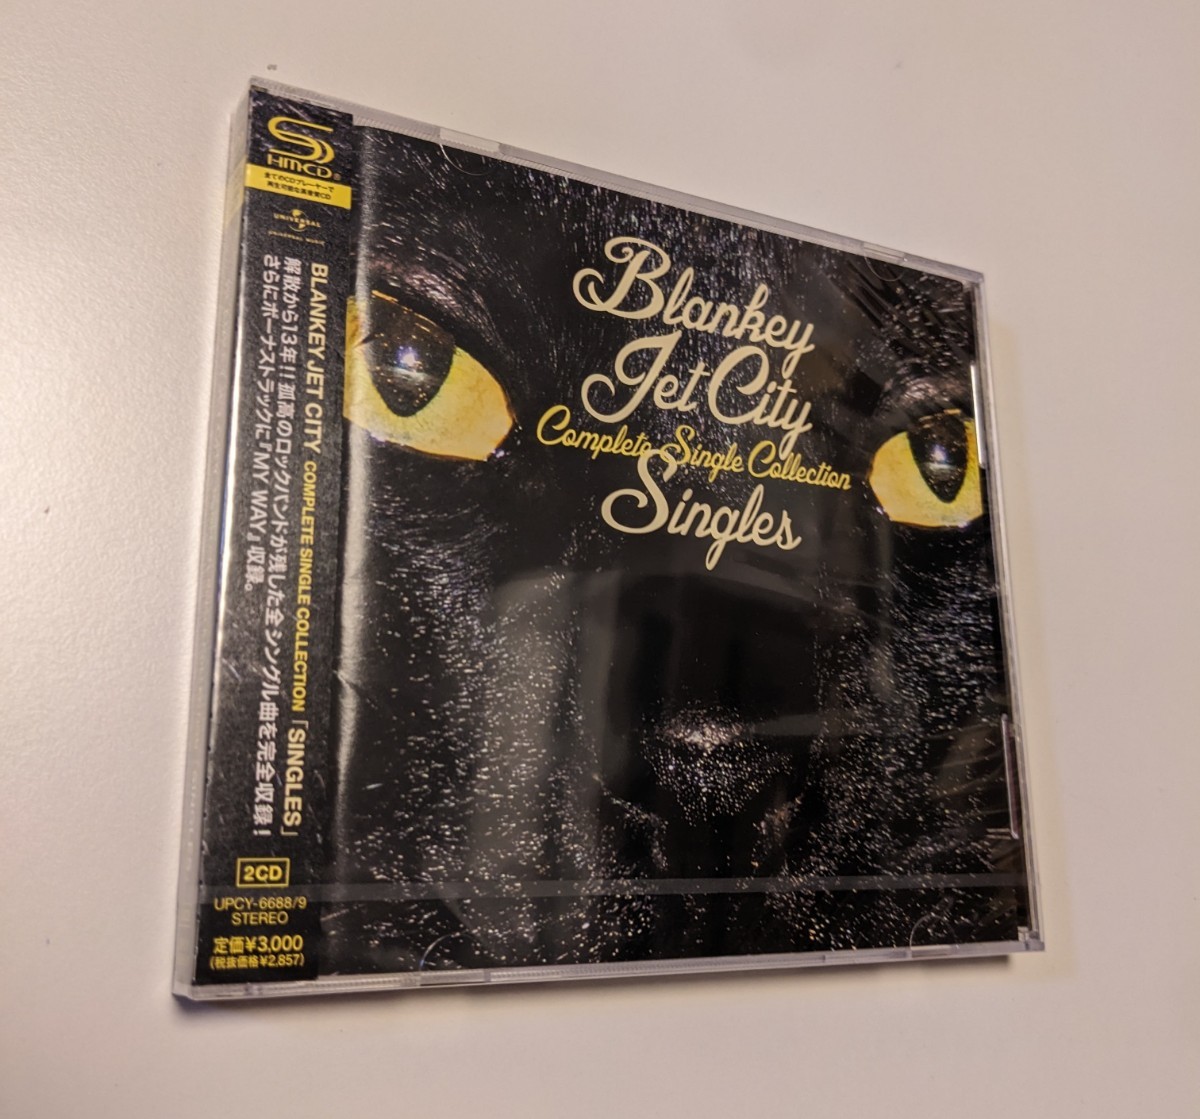 SHM-CD®
全てのCDプレーヤーで
再生可能な高音質CD
UNIVERSAL
UNIVERSAL MUSIC
BLANKEY JET CITY COMPLETE SINGLE COLLECTION「SINGLES」
解散から13年!!孤高のロックバンドが残した全シングル曲を完全収録!
さらにボーナストラックに『MY WAY』収録。
2CD
UPCY-6688/9
STEREO
定価¥3,000
(税抜価格¥2,857)
Blankey
Jet City
Complete Single Collection
Singles